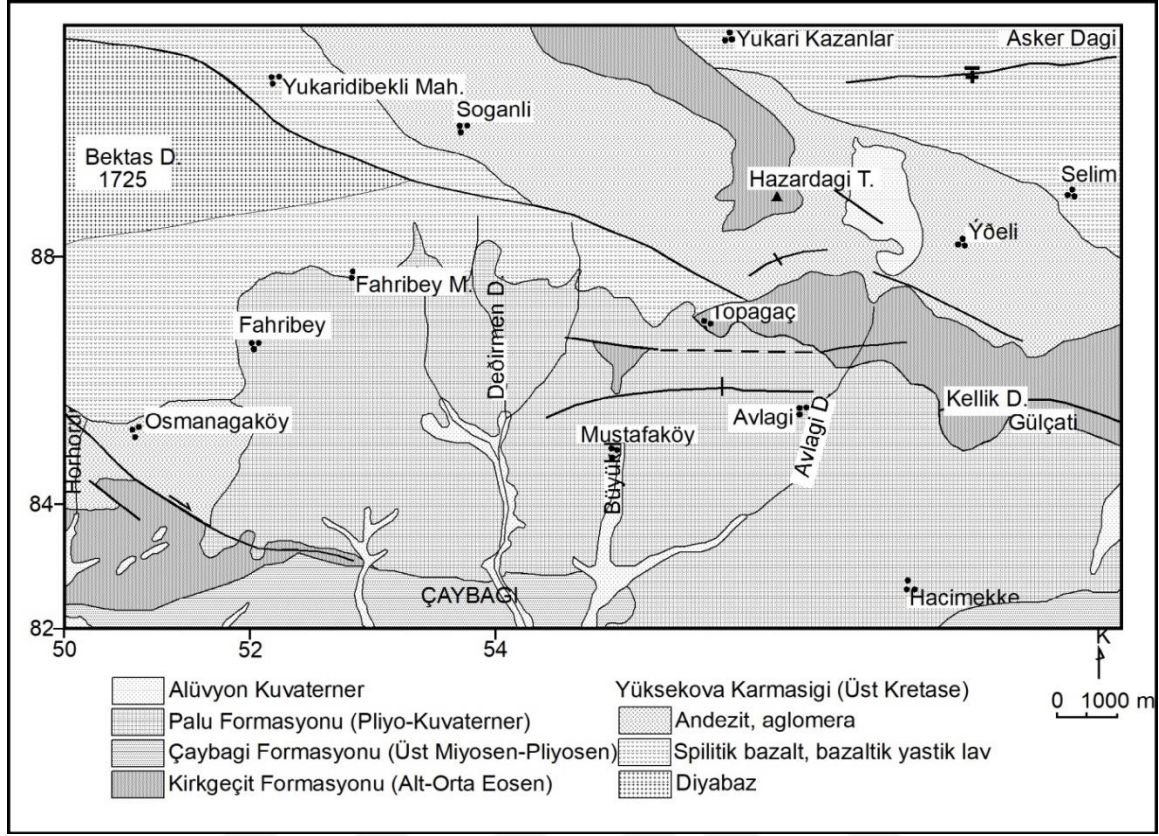 Yukari Kazanlar
Asker Dagi
Yukaridibekli Mah.
Soganli
Bektas D.
1725
Hazardagi T.
Selim
Ýðeli
88
Fahribey M.
Topagaç
Fahribey
Deðirmen D.
Kellik D.
Gülçati
Osmanagaköy
Avlagi
Avlagi D.
Mustafaköy
Horhoru
84
ÇAYBAGI
Hacimekke
82
50
52
54
K
0 1000 m
Alüvyon Kuvaterner
Palu Formasyonu (Pliyo-Kuvaterner)
Çaybagi Formasyonu (Üst Miyosen-Pliyosen)
Kirkgeçit Formasyonu (Alt-Orta Eosen)
Yüksekova Karmasigi (Üst Kretase)
Andezit, aglomera
Spilitik bazalt, bazaltik yastik lav
Diyabaz